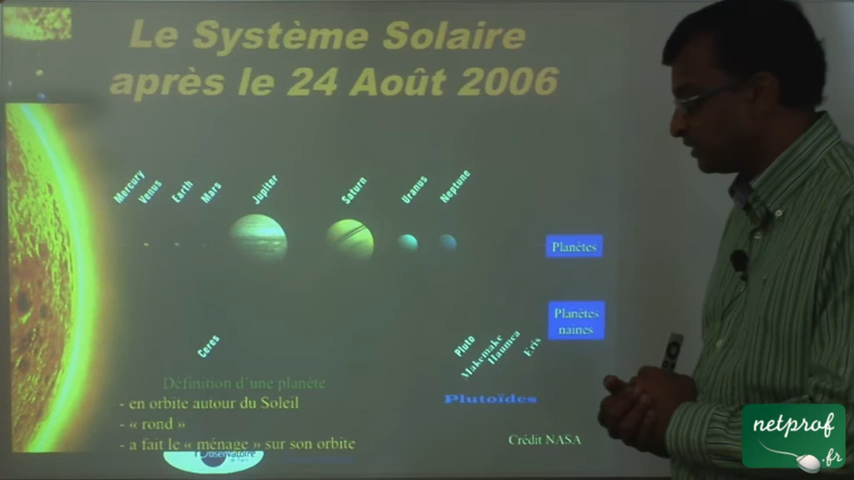 Le Système Solaire
après le 24 Août 2006
Mercury
Venus
Earth
Mars
Jupiter
Saturn
Uranus
Neptune
Planètes
Planètes
naines
Ceres
Pluto
Makemake
Haumea
Eris
Plutoïdes
Définition d'une planète
- en orbite autour du Soleil
- « rond »
- a fait le « ménage » sur son orbite
Crédit NASA
l'Observatoire
netprof
.fr